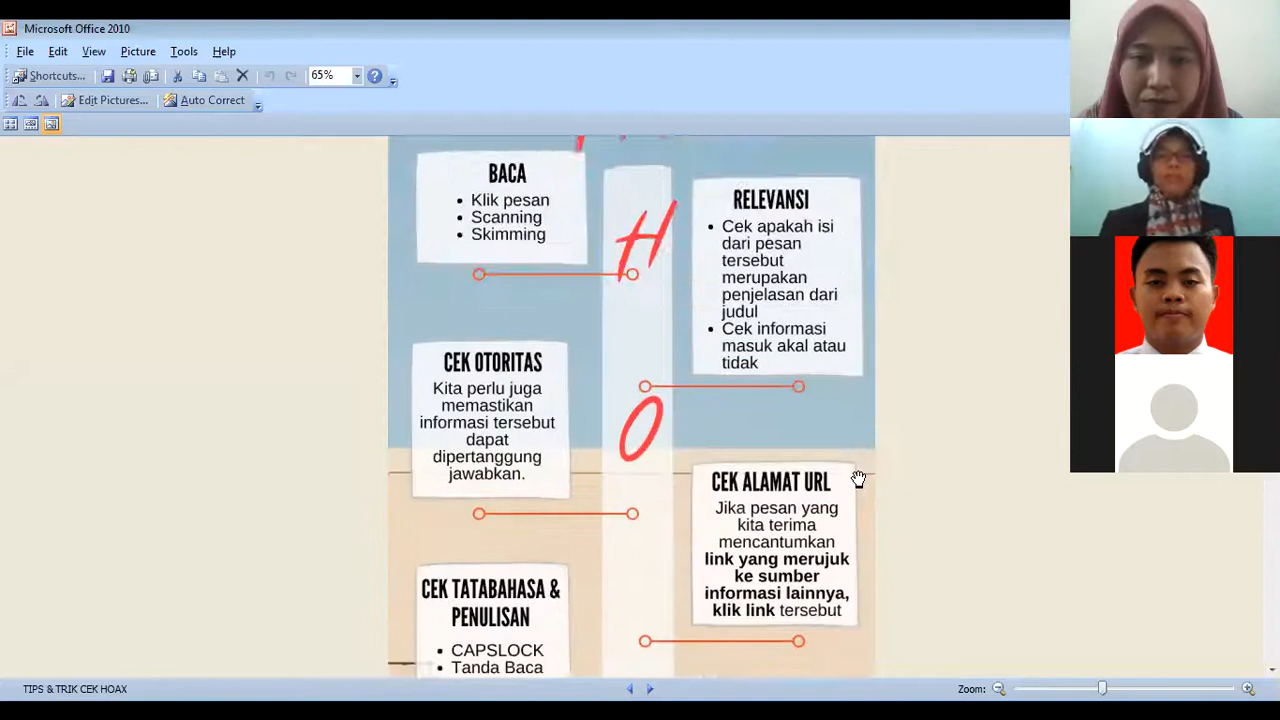 Microsoft Office 2010
File Edit View Picture Tools Help
Shortcuts... 65%
Edit Pictures... Auto Correct
BACA
• Klik pesan
• Scanning
• Skimming
H
RELEVANSI
• Cek apakah isi
dari pesan
tersebut
merupakan
penjelasan dari
judul
• Cek informasi
masuk akal atau
tidak
CEK OTORITAS
Kita perlu juga
memastikan
informasi tersebut
dapat
dipertanggung
jawabkan.
O
CEK ALAMAT URL
Jika pesan yang
kita terima
mencantumkan
link yang merujuk
ke sumber
informasi lainnya,
klik link tersebut
CEK TATABAHASA &
PENULISAN
• CAPSLOCK
• Tanda Baca
TIPS & TRIK CEK HOAX
Zoom: